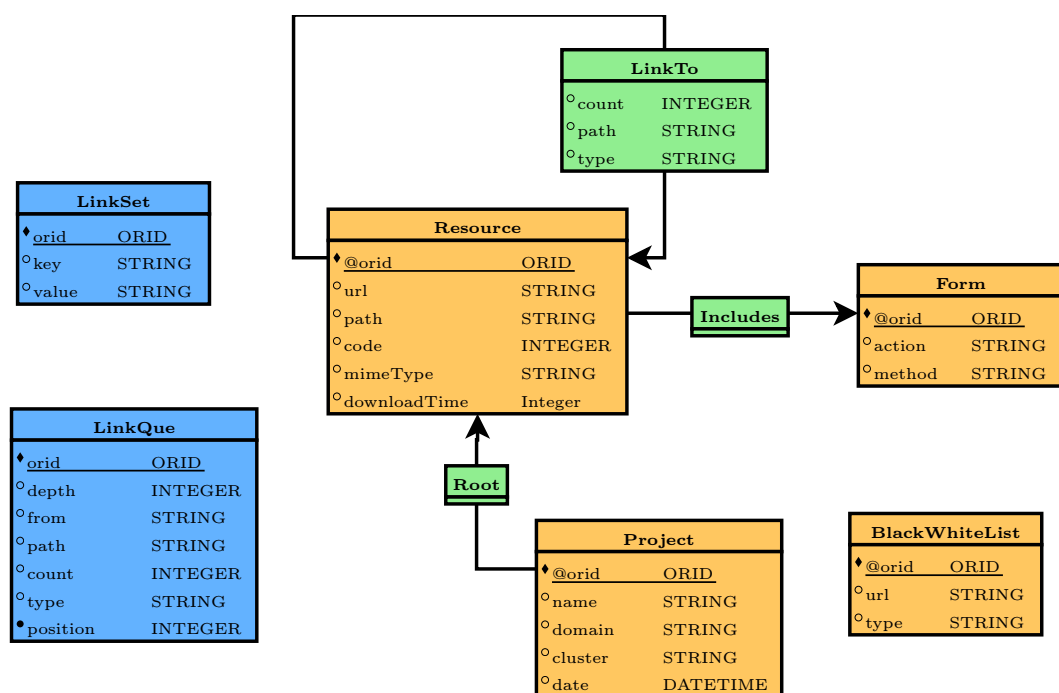 LinkTo
count INTEGER
path STRING
type STRING
LinkSet
orid ORID
key STRING
value STRING
Resource
@orid ORID
url STRING
path STRING
code INTEGER
mimeType STRING
downloadTime Integer
Includes
Form
@orid ORID
action STRING
method STRING
LinkQue
orid ORID
depth INTEGER
from STRING
path STRING
count INTEGER
type STRING
position INTEGER
Root
Project
@orid ORID
name STRING
domain STRING
cluster STRING
date DATETIME
BlackWhiteList
@orid ORID
url STRING
type STRING